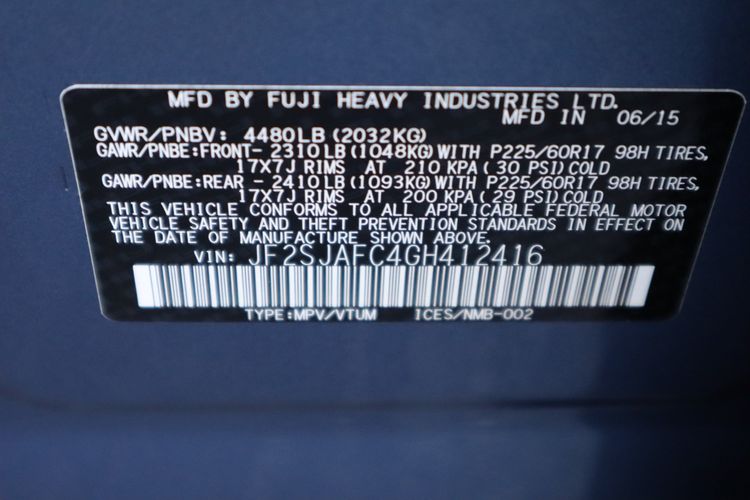 MFD BY FUJI HEAVY INDUSTRIES LTD.
MFD IN 06/15
GVWR/PNBV: 4480LB (2032KG)
GAWR/PNBE:FRONT- 2310LB(1048KG)WITH P225/60R17 98H TIRES,
17X7J RIMS AT 210 KPA(30 PSI)COLD
GAWR/PNBE:REAR - 2410LB(1093KG)WITH P225/60R17 98H TIRES,
17X7J RIMS AT 200 KPA(29 PSI)COLD
THIS VEHICLE CONFORMS TO ALL APPLICABLE FEDERAL MOTOR
VEHICLE SAFETY AND THEFT PREVENTION STANDARDS IN EFFECT ON
THE DATE OF MANUFACTURE SHOWN ABOVE.
VIN: JF2SJAFC4GH412416
TYPE:MPV/VTUM ICES/NMB-002